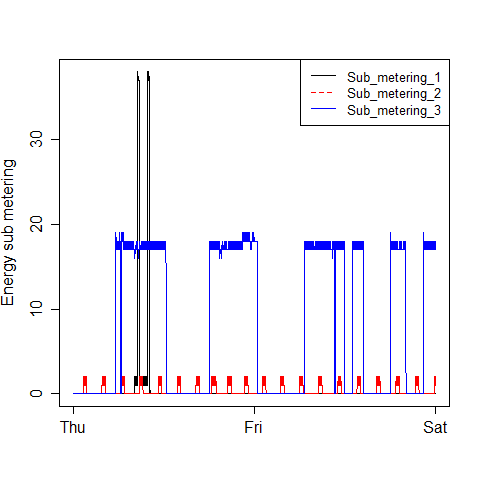 Sub_metering_1
Sub_metering_2
Sub_metering_3
Energy sub metering
30
20
10
0
Thu Fri Sat